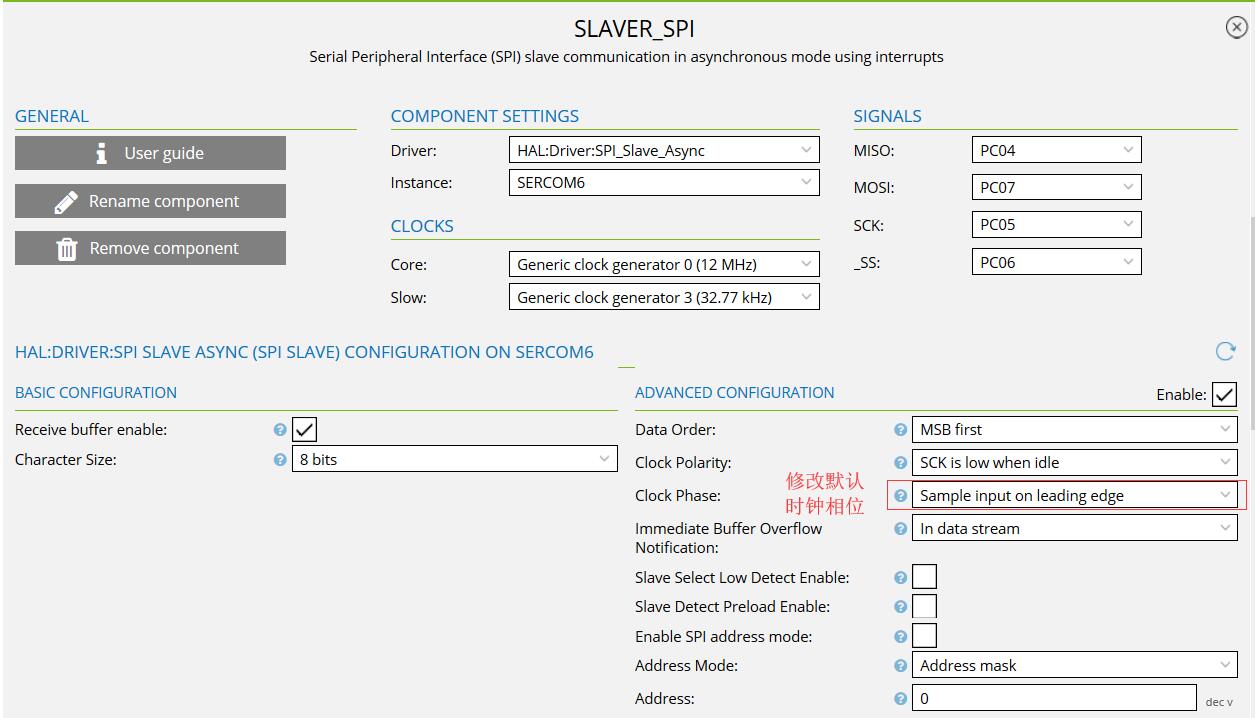 SLAVER_SPI
Serial Peripheral Interface (SPI) slave communication in asynchronous mode using interrupts
GENERAL
User guide
Rename component
Remove component
COMPONENT SETTINGS
Driver: HAL:Driver:SPI_Slave_Async
Instance: SERCOM6
CLOCKS
Core: Generic clock generator 0 (12 MHz)
Slow: Generic clock generator 3 (32.77 kHz)
SIGNALS
MISO: PC04
MOSI: PC07
SCK: PC05
_SS: PC06
HAL:DRIVER:SPI SLAVE ASYNC (SPI SLAVE) CONFIGURATION ON SERCOM6
BASIC CONFIGURATION
Receive buffer enable: ?
Character Size: ? 8 bits
ADVANCED CONFIGURATION
Enable:
Data Order: ? MSB first
Clock Polarity: ? SCK is low when idle
修改默认
时钟相位
Clock Phase: ? Sample input on leading edge
Immediate Buffer Overflow
Notification: ? In data stream
Slave Select Low Detect Enable: ?
Slave Detect Preload Enable: ?
Enable SPI address mode: ?
Address Mode: ? Address mask
Address: ? 0 dec v